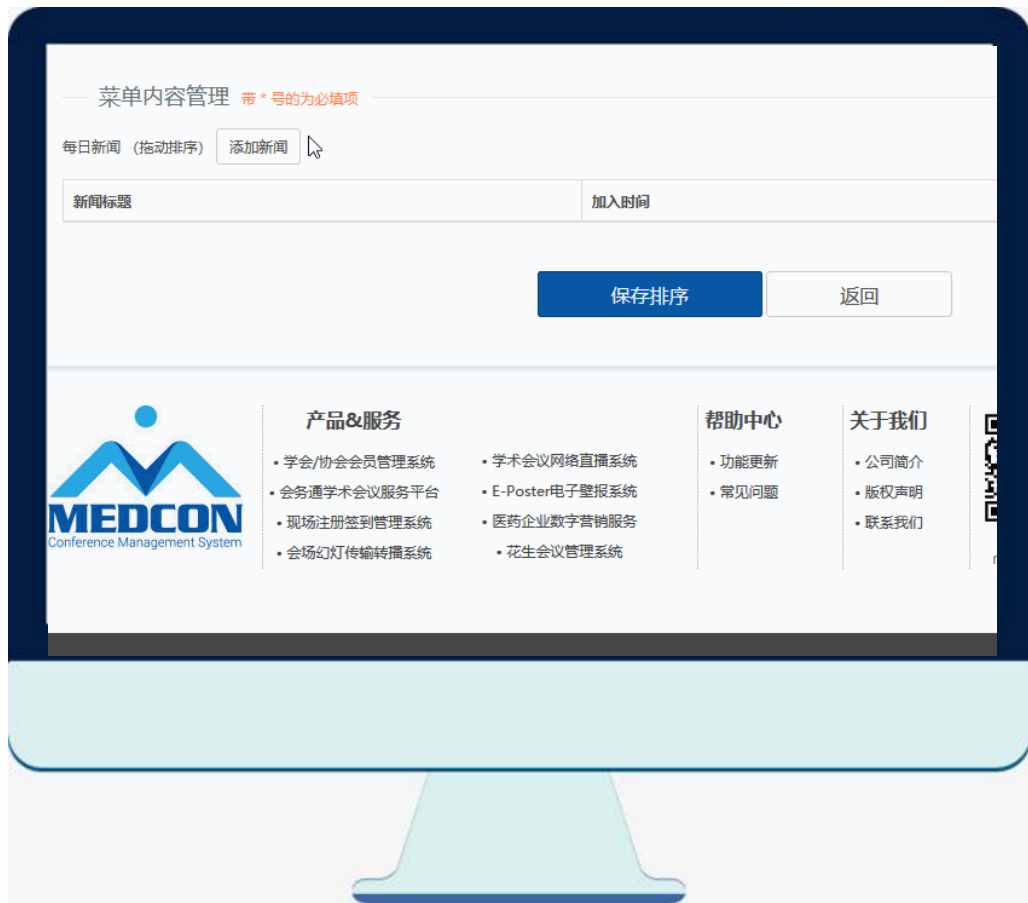 菜单内容管理 带 * 号的为必填项
每日新闻 （拖动排序） 添加新闻
新闻标题 加入时间
保存排序 返回
产品&服务 帮助中心 关于我们
• 学会/协会会员管理系统 • 学术会议网络直播系统 • 功能更新 • 公司简介
• 会务通学术会议服务平台 • E-Poster电子壁报系统 • 常见问题 • 版权声明
• 现场注册签到管理系统 • 医药企业数字营销服务 • 联系我们
• 会场幻灯传输转播系统 • 花生会议管理系统
MEDCON
Conference Management System